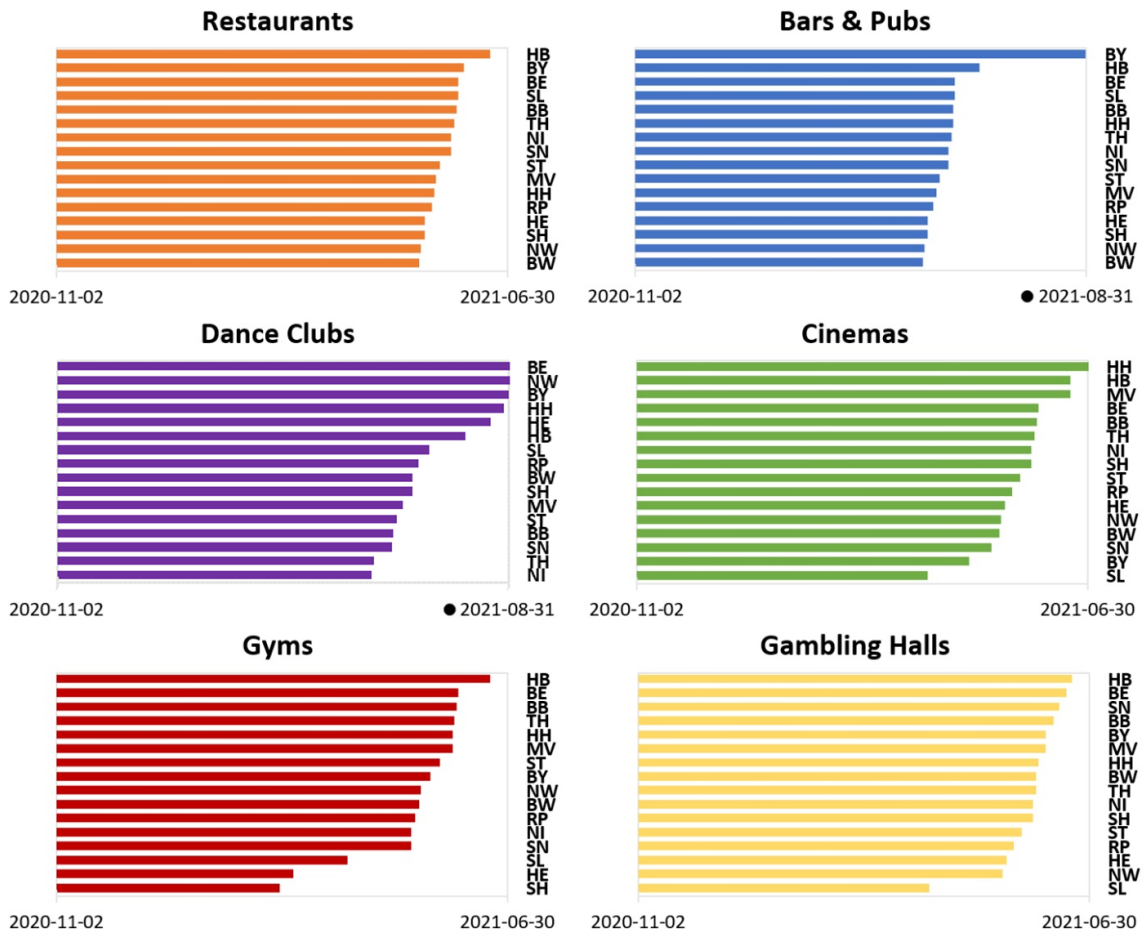 Restaurants
HB
BY
BE
SL
BB
TH
NI
SN
ST
MV
HH
RP
HE
SH
NW
BW
2020-11-02
2021-06-30
Bars & Pubs
BY
HB
BE
SL
BB
HH
TH
NI
SN
ST
MV
RP
HE
SH
NW
BW
2020-11-02
● 2021-08-31
Dance Clubs
BE
NW
BY
HH
HE
HB
SL
RP
BW
SH
MV
ST
BB
SN
TH
NI
2020-11-02
● 2021-08-31
Cinemas
HH
HB
MV
BE
BB
TH
NI
SH
ST
RP
HE
NW
BW
SN
BY
SL
2020-11-02
2021-06-30
Gyms
HB
BE
BB
TH
HH
MV
ST
BY
NW
BW
RP
NI
SN
SL
HE
SH
2020-11-02
2021-06-30
Gambling Halls
HB
BE
SN
BB
BY
MV
HH
BW
TH
NI
SH
ST
RP
HE
NW
SL
2020-11-02
2021-06-30